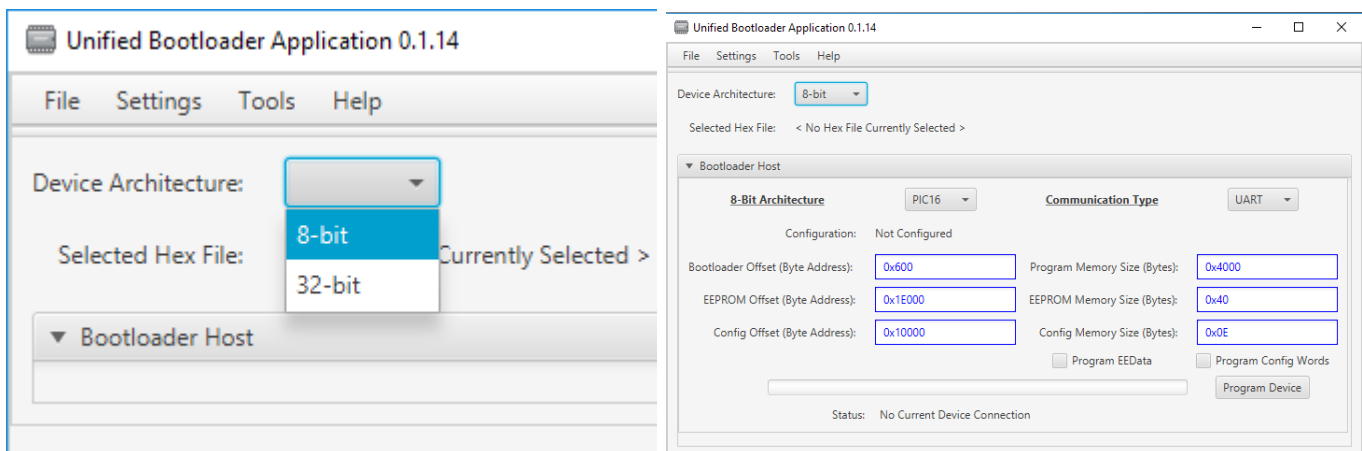 Unified Bootloader Application 0.1.14
File Settings Tools Help
Device Architecture:
8-bit
Selected Hex File: Currently Selected >
32-bit
▼ Bootloader Host
Unified Bootloader Application 0.1.14
File Settings Tools Help
Device Architecture: 8-bit
Selected Hex File: < No Hex File Currently Selected >
▼ Bootloader Host
8-Bit Architecture PIC16 Communication Type UART
Configuration: Not Configured
Bootloader Offset (Byte Address): 0x600 Program Memory Size (Bytes): 0x4000
EEPROM Offset (Byte Address): 0x1E000 EEPROM Memory Size (Bytes): 0x40
Config Offset (Byte Address): 0x10000 Config Memory Size (Bytes): 0x0E
Program EEData Program Config Words
Program Device
Status: No Current Device Connection